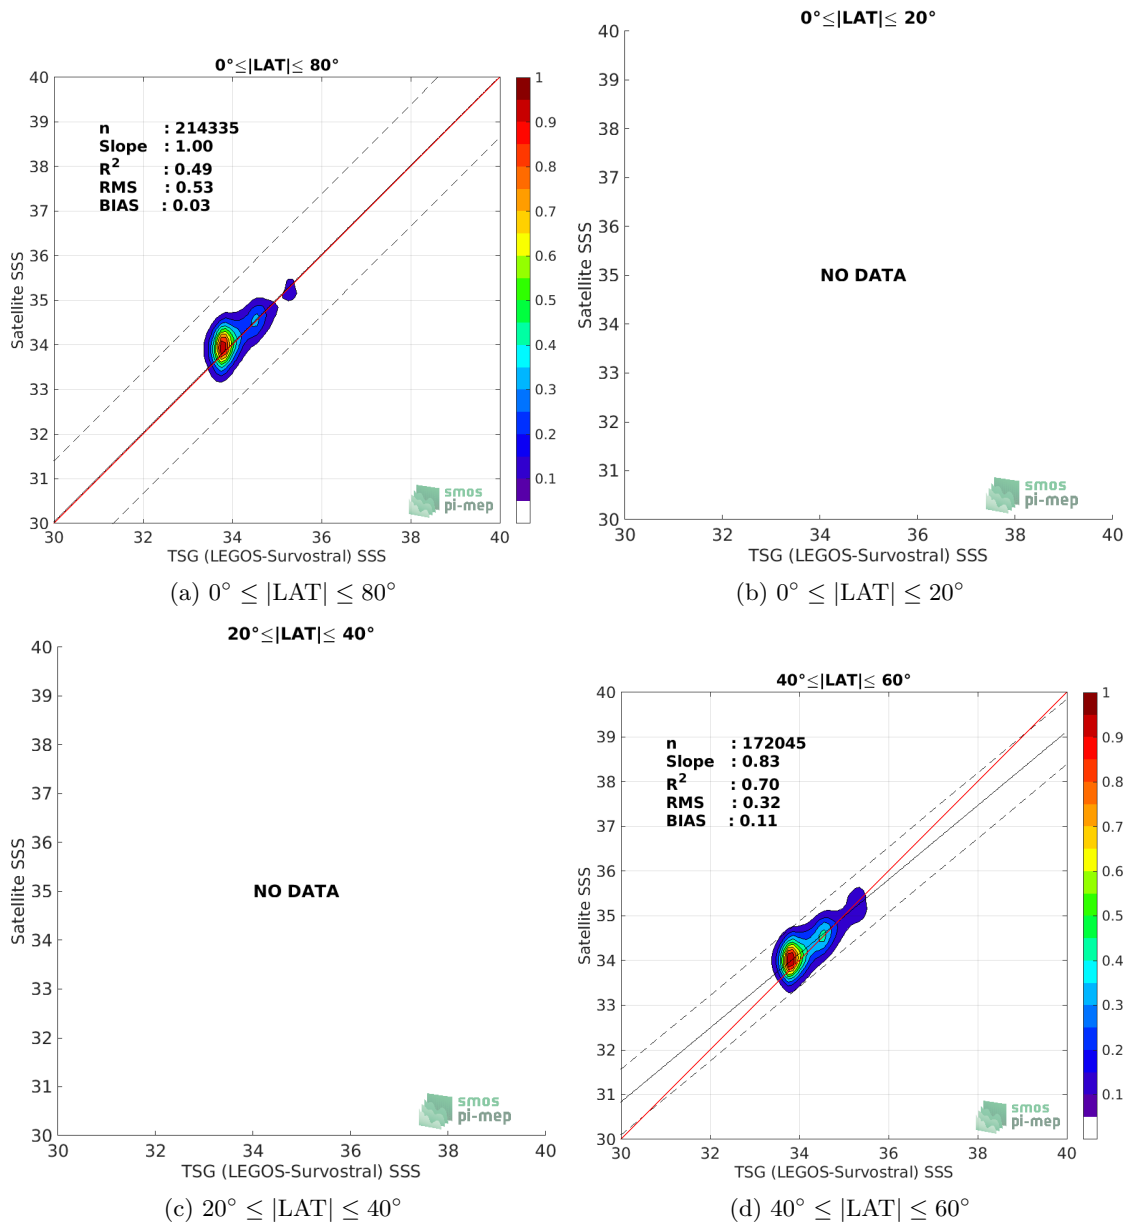 0°≤|LAT|≤ 80°
40
39
38
37
36
35
34
33
32
31
30
Satellite SSS
n : 214335
Slope : 1.00
R2 : 0.49
RMS : 0.53
BIAS : 0.03
smos
pi-mep
30 32 34 36 38 40
TSG (LEGOS-Survostral) SSS
1
0.9
0.8
0.7
0.6
0.5
0.4
0.3
0.2
0.1
(a) 0° ≤ |LAT| ≤ 80°
0°≤|LAT|≤ 20°
40
39
38
37
36
35
34
33
32
31
30
Satellite SSS
NO DATA
smos
pi-mep
30 32 34 36 38 40
TSG (LEGOS-Survostral) SSS
(b) 0° ≤ |LAT| ≤ 20°
20°≤|LAT|≤ 40°
40
39
38
37
36
35
34
33
32
31
30
Satellite SSS
NO DATA
smos
pi-mep
30 32 34 36 38 40
TSG (LEGOS-Survostral) SSS
(c) 20° ≤ |LAT| ≤ 40°
40°≤|LAT|≤ 60°
40
39
38
37
36
35
34
33
32
31
30
Satellite SSS
n : 172045
Slope : 0.83
R2 : 0.70
RMS : 0.32
BIAS : 0.11
smos
pi-mep
30 32 34 36 38 40
TSG (LEGOS-Survostral) SSS
1
0.9
0.8
0.7
0.6
0.5
0.4
0.3
0.2
0.1
(d) 40° ≤ |LAT| ≤ 60°